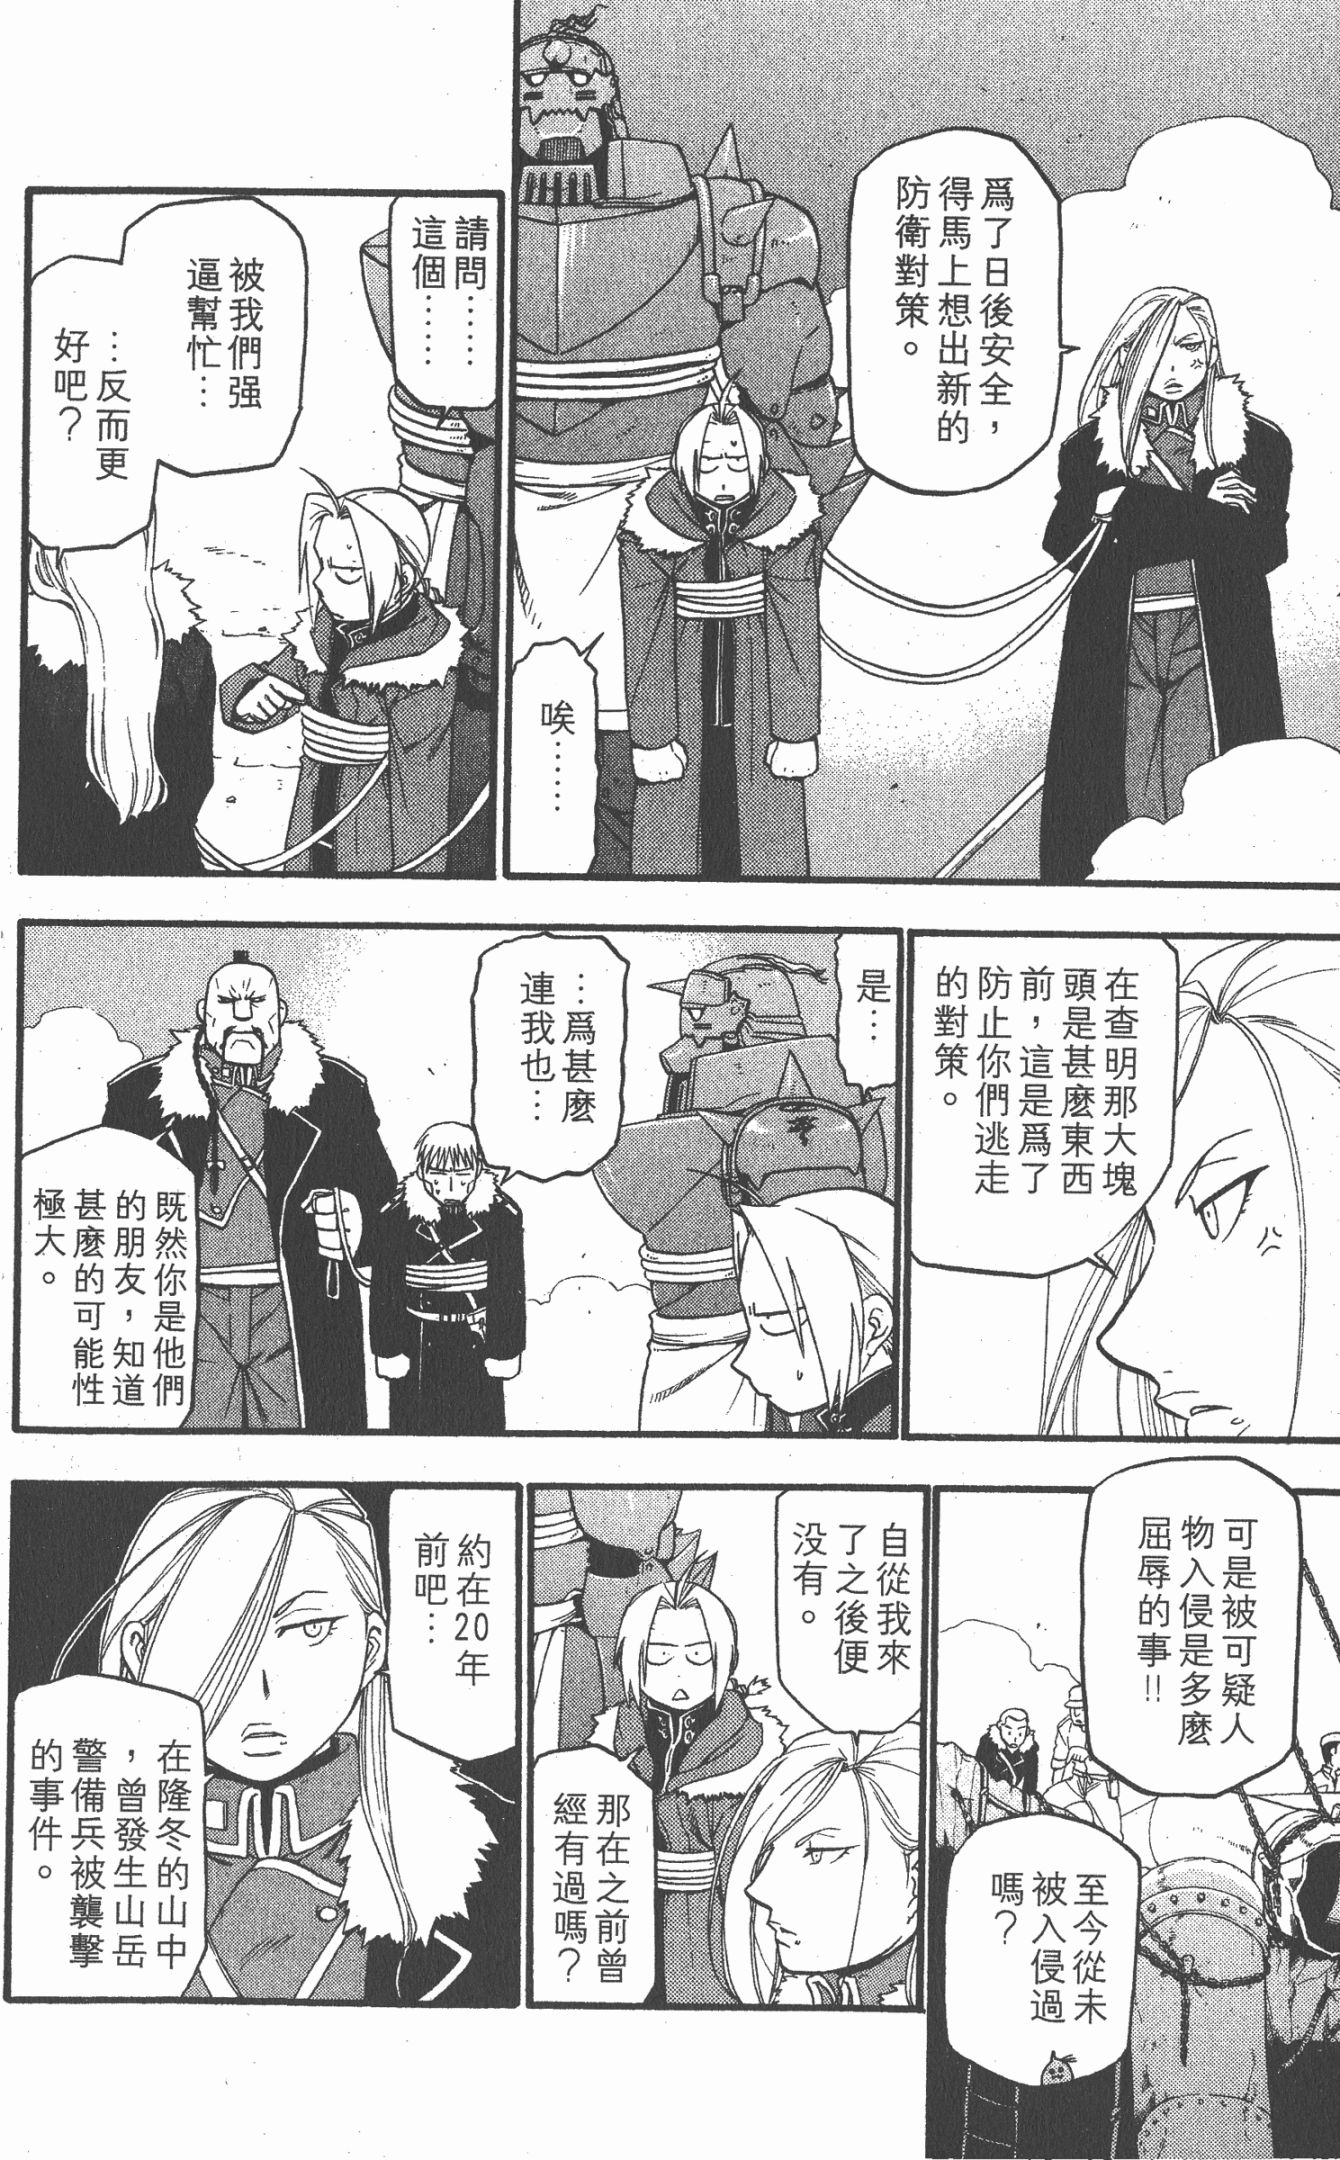 爲了日後安全，
得馬上想出新的
防衛對策。
唉……
請問……
這個……
被我們强
逼幫忙…
…反而更
好吧？
在查明那大塊
頭是甚麽東西
前，這是爲了
防止你們逃走
的對策。
是…
…爲甚麽
連我也…
既然你是他們
的朋友，知道
甚麽的可能性
極大。
可是被可疑人
物入侵是多麽
屈辱的事!!
至今從未
被入侵過
嗎？
自從我來
了之後便
没有。
那在之前曾
經有過嗎？
約在20年
前吧…
在隆冬的山中
，曾發生山岳
警備兵被襲擊
的事件。